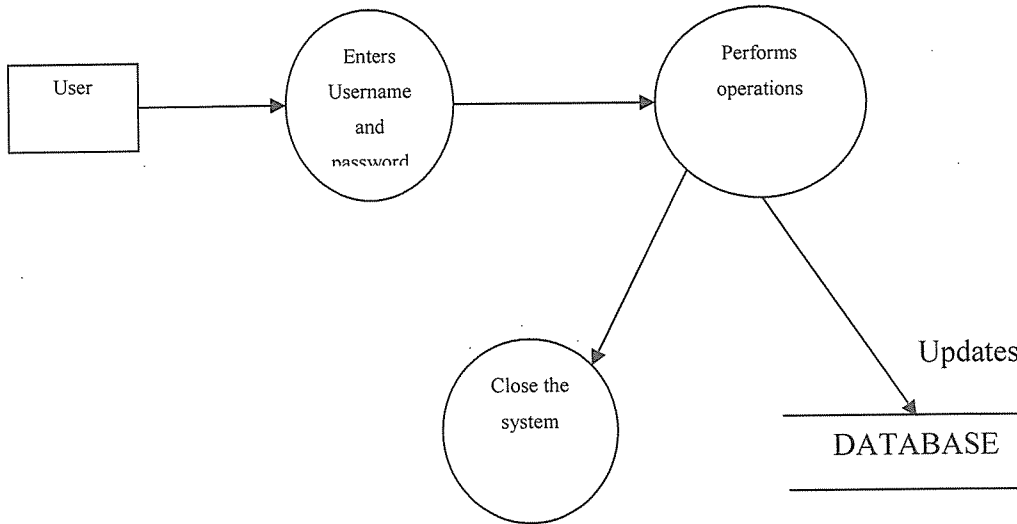 User
Enters
Username
and
password
Performs
operations
Close the
system
Updates
DATABASE